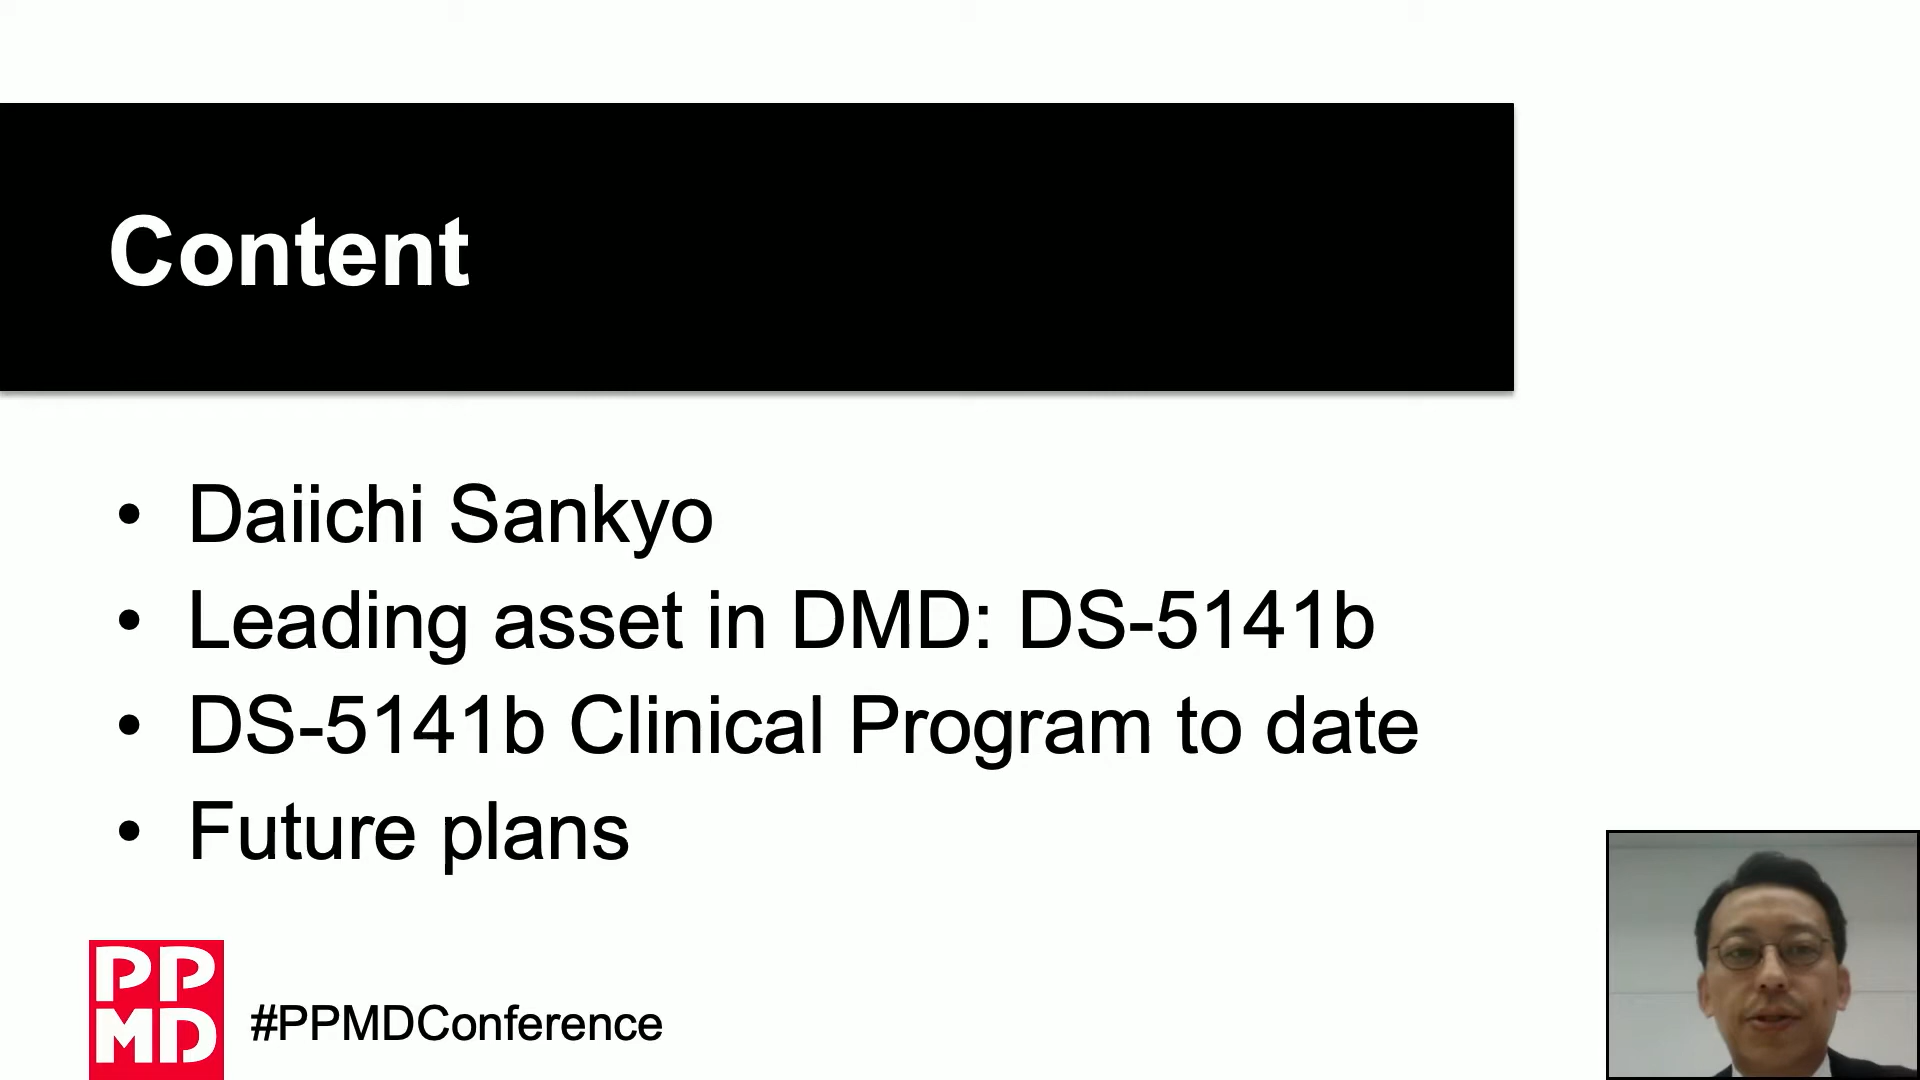 Content
• Daiichi Sankyo
• Leading asset in DMD: DS-5141b
• DS-5141b Clinical Program to date
• Future plans
PP
MD
#PPMDConference